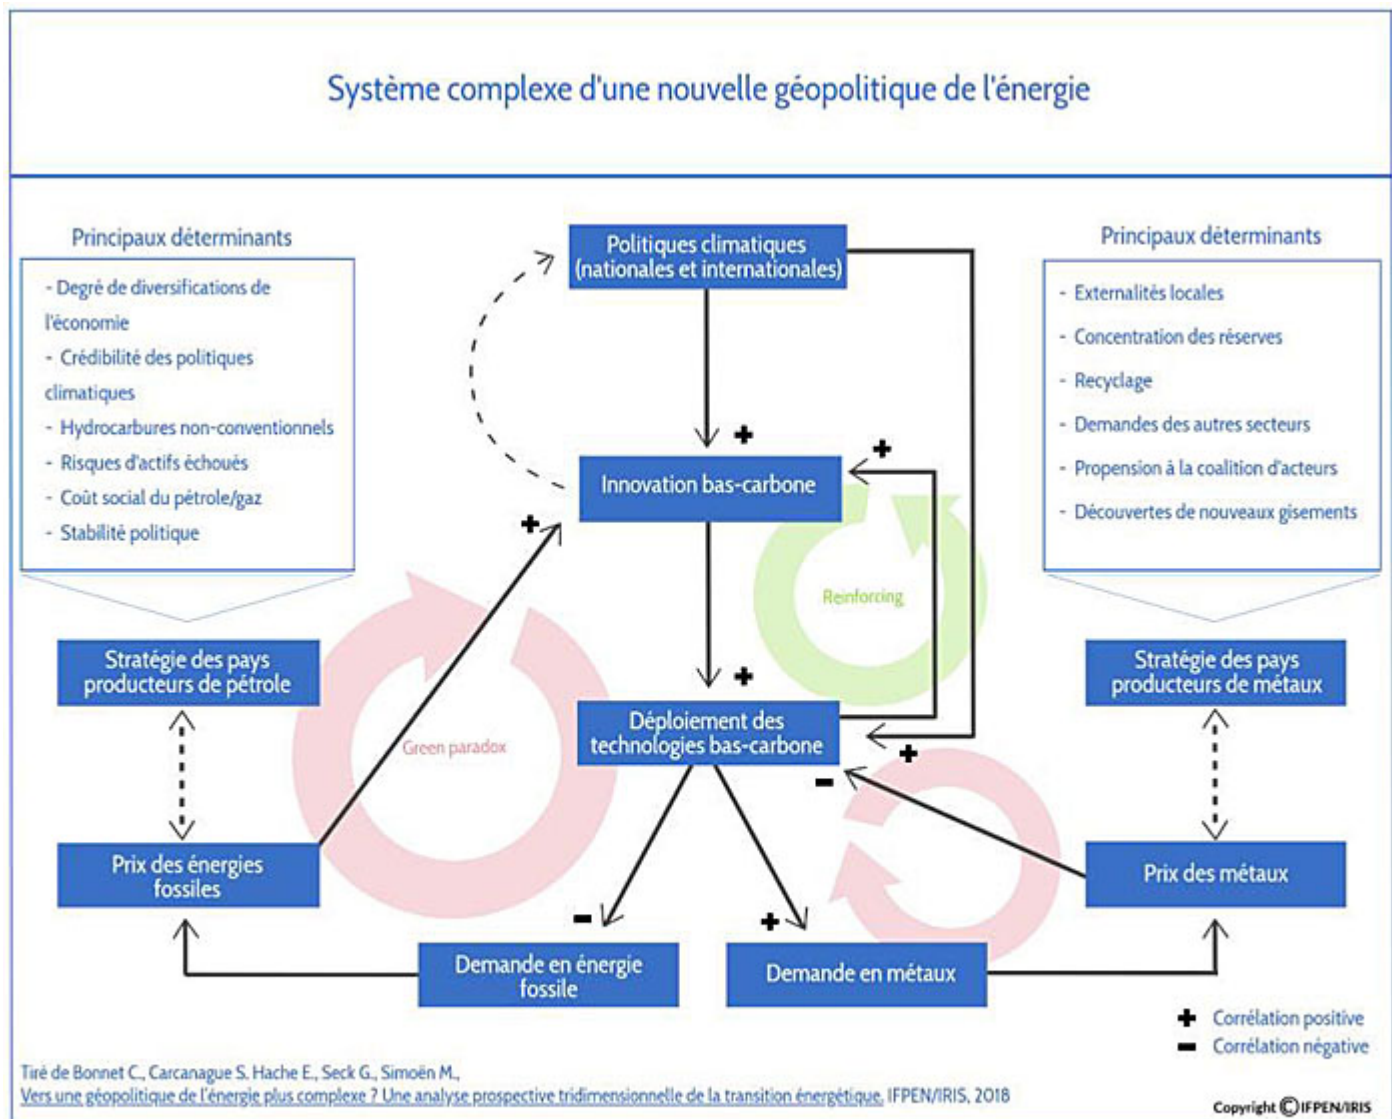 Système complexe d'une nouvelle géopolitique de l'énergie
Principaux déterminants
- Degré de diversifications de
l'économie
- Crédibilité des politiques
climatiques
- Hydrocarbures non-conventionnels
- Risques d'actifs échoués
- Coût social du pétrole/gaz
- Stabilité politique
Politiques climatiques
(nationales et internationales)
Principaux déterminants
- Externalités locales
- Concentration des réserves
- Recyclage
- Demandes des autres secteurs
- Propension à la coalition d'acteurs
- Découvertes de nouveaux gisements
+
+
Innovation bas-carbone
+
Reinforcing
Stratégie des pays
producteurs de pétrole
+
Stratégie des pays
producteurs de métaux
Green paradox
Déploiement des
technologies bas-carbone
+
-
Prix des énergies
fossiles
Prix des métaux
-
+
Demande en énergie
fossile
Demande en métaux
+ Corrélation positive
- Corrélation négative
Tiré de Bonnet C., Carcanague S. Hache E., Seck G., Simoën M.,
Vers une géopolitique de l'énergie plus complexe ? Une analyse prospective tridimensionnelle de la transition énergétique. IFPEN/IRIS, 2018
Copyright ©IFPEN/IRIS